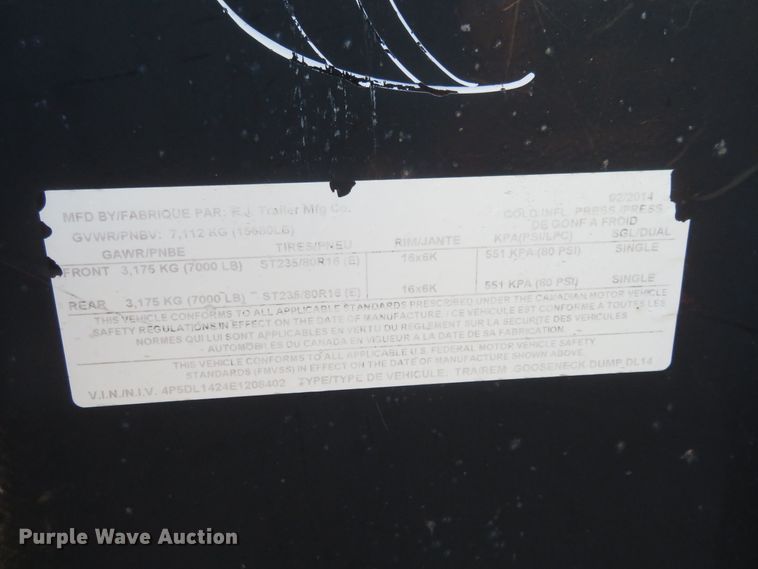 MFD BY/FABRIQUE PAR: P.J. Trailer Mfg Co. 02/2014
GVWR/PNBV: 7,112 KG (15680LB) COLD INFL. PRESS./PRESS
DE GONF A FROID
GAWR/PNBE TIRES/PNEU RIM/JANTE KPA(PSI/LPC) SGL/DUAL
FRONT 3,175 KG (7000 LB) ST235/80R16 (E) 16x6K 551 KPA (80 PSI) SINGLE
REAR 3,175 KG (7000 LB) ST235/80R16 (E) 16x6K 551 KPA (80 PSI) SINGLE
THIS VEHICLE CONFORMS TO ALL APPLICABLE STANDARDS PRESCRIBED UNDER THE CANADIAN MOTOR VEHICLE
SAFETY REGULATIONS IN EFFECT ON THE DATE OF MANUFACTURE / CE VEHICULE EST CONFORME A TOUTES LES
NORMES QUI LUI SONT APPLICABLES EN VERTU DU REGLEMENT SUR LA SECURITE DES VEHICULES
AUTOMOBILES DU CANADA EN VIGUEUR A LA DATE DE SA FABRICATION.
THIS VEHICLE CONFORMS TO ALL APPLICABLE U.S. FEDERAL MOTOR VEHICLE SAFETY
STANDARDS (FMVSS) IN EFFECT ON THE DATE OF MANUFACTURE SHOWN ABOVE.
V.I.N./N.I.V. 4P5DL1424E1208402 TYPE/TYPE DE VEHICULE: TRA/REM GOOSENECK DUMP DL14
Purple Wave Auction